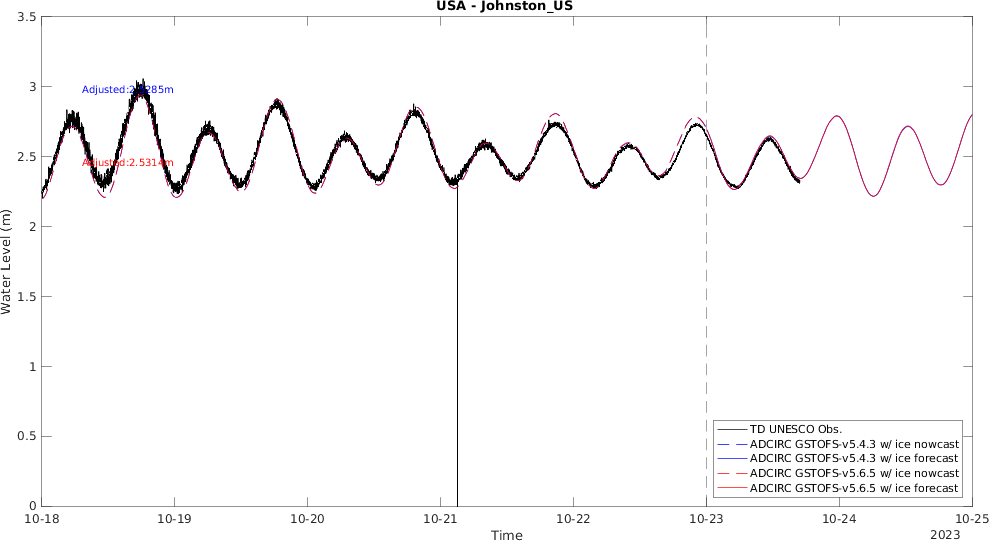 USA - Johnston_US
3.5
3
2.5
2
1.5
1
0.5
0
Water Level (m)
Adjusted:2.5285m
Adjusted:2.5314m
TD UNESCO Obs.
ADCIRC GSTOFS-v5.4.3 w/ ice nowcast
ADCIRC GSTOFS-v5.4.3 w/ ice forecast
ADCIRC GSTOFS-v5.6.5 w/ ice nowcast
ADCIRC GSTOFS-v5.6.5 w/ ice forecast
10-18 10-19 10-20 10-21 10-22 10-23 10-24 10-25
Time
2023